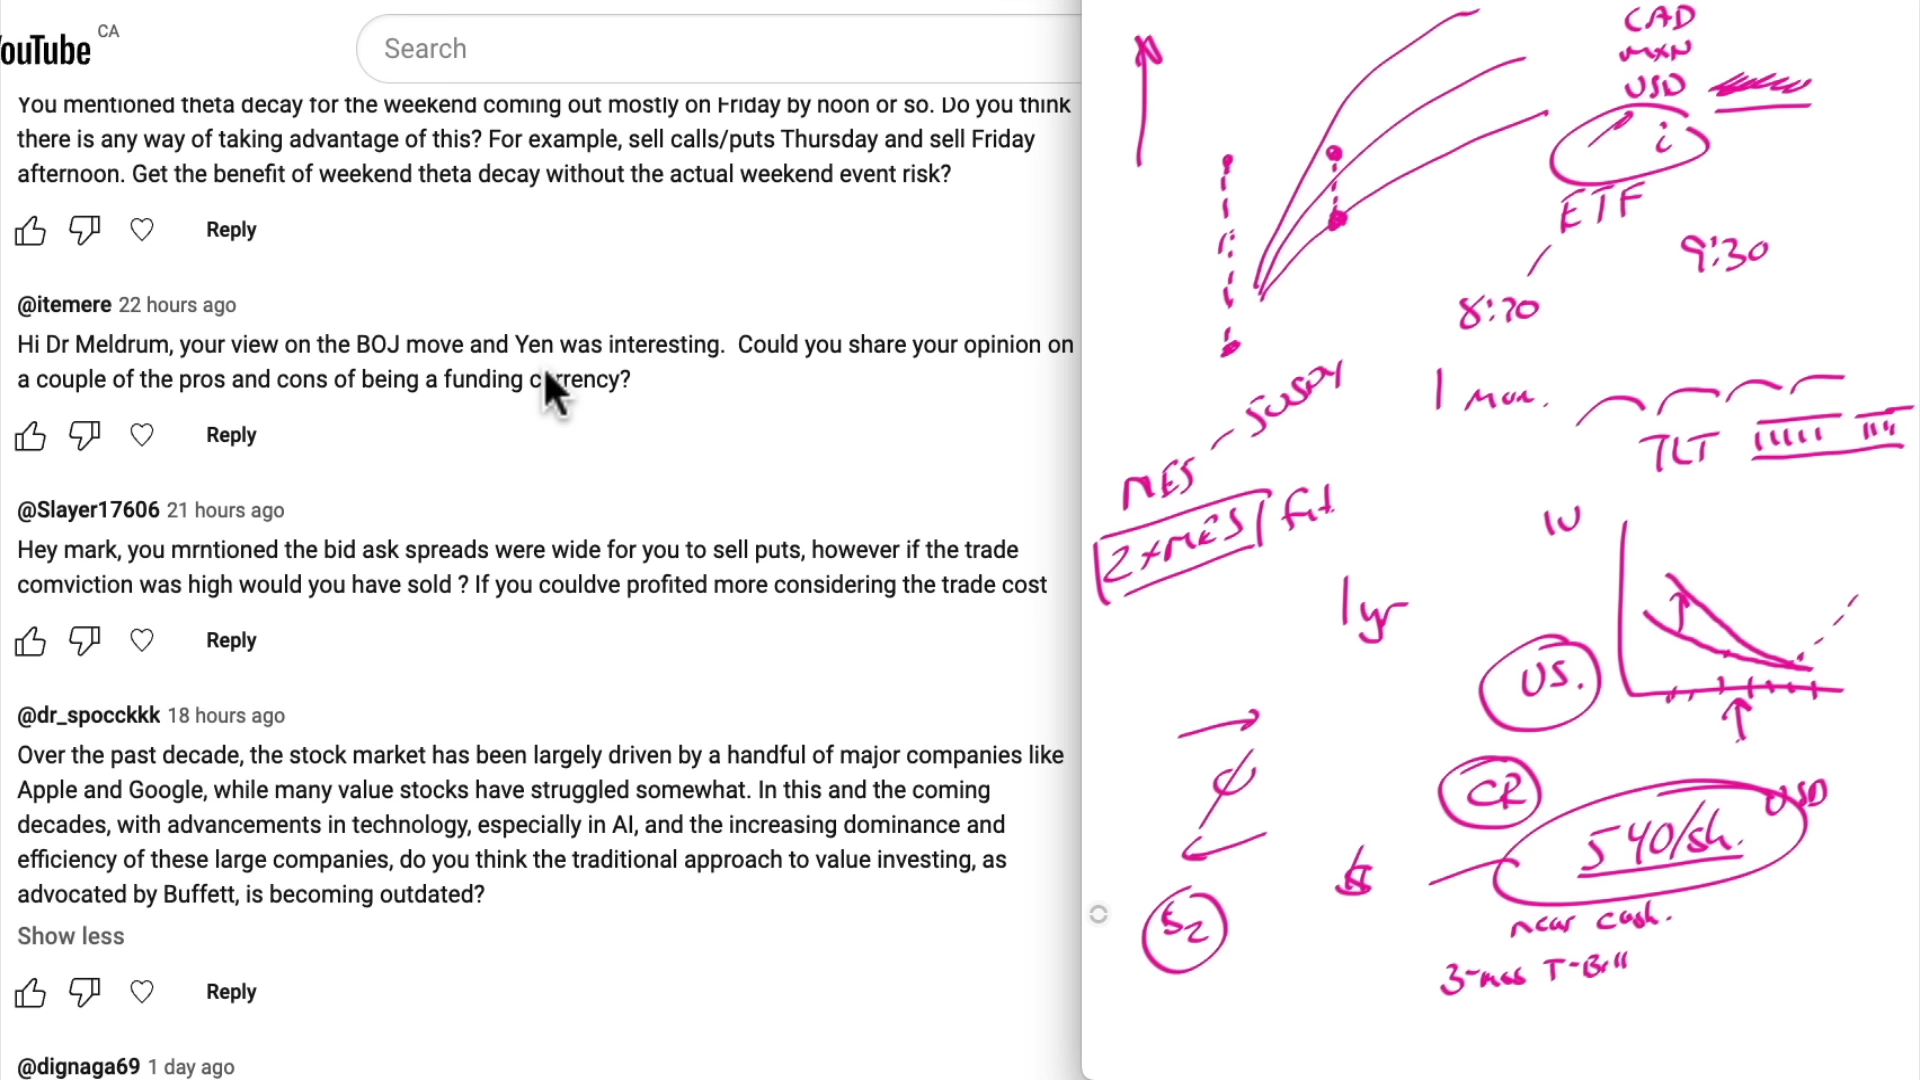 ouTube CA
Search
You mentioned theta decay for the weekend coming out mostly on Friday by noon or so. Do you think
there is any way of taking advantage of this? For example, sell calls/puts Thursday and sell Friday
afternoon. Get the benefit of weekend theta decay without the actual weekend event risk?
Reply
@itemere 22 hours ago
Hi Dr Meldrum, your view on the BOJ move and Yen was interesting. Could you share your opinion on
a couple of the pros and cons of being a funding currency?
Reply
@Slayer17606 21 hours ago
Hey mark, you mrntioned the bid ask spreads were wide for you to sell puts, however if the trade
comviction was high would you have sold ? If you couldve profited more considering the trade cost
Reply
@dr_spocckkk 18 hours ago
Over the past decade, the stock market has been largely driven by a handful of major companies like
Apple and Google, while many value stocks have struggled somewhat. In this and the coming
decades, with advancements in technology, especially in AI, and the increasing dominance and
efficiency of these large companies, do you think the traditional approach to value investing, as
advocated by Buffett, is becoming outdated?
Show less
Reply
@dignaga69 1 day ago
CAD
MXN
USD
i
ETF
9:30
1 mon.
TLT
MES
2xMES fut
1 yr
US.
CR
USD
540/sh.
$
near cash.
3-mos T-Bill